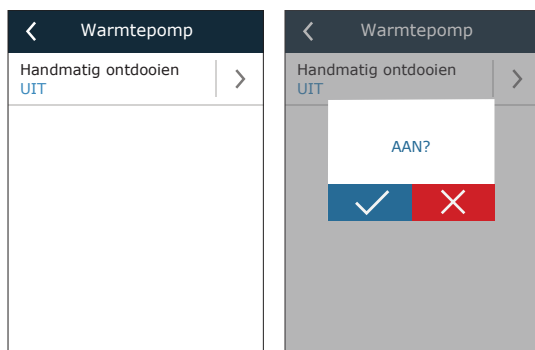 Warmtepomp
Handmatig ontdooien
UIT
Warmtepomp
Handmatig ontdooien
UIT
AAN?